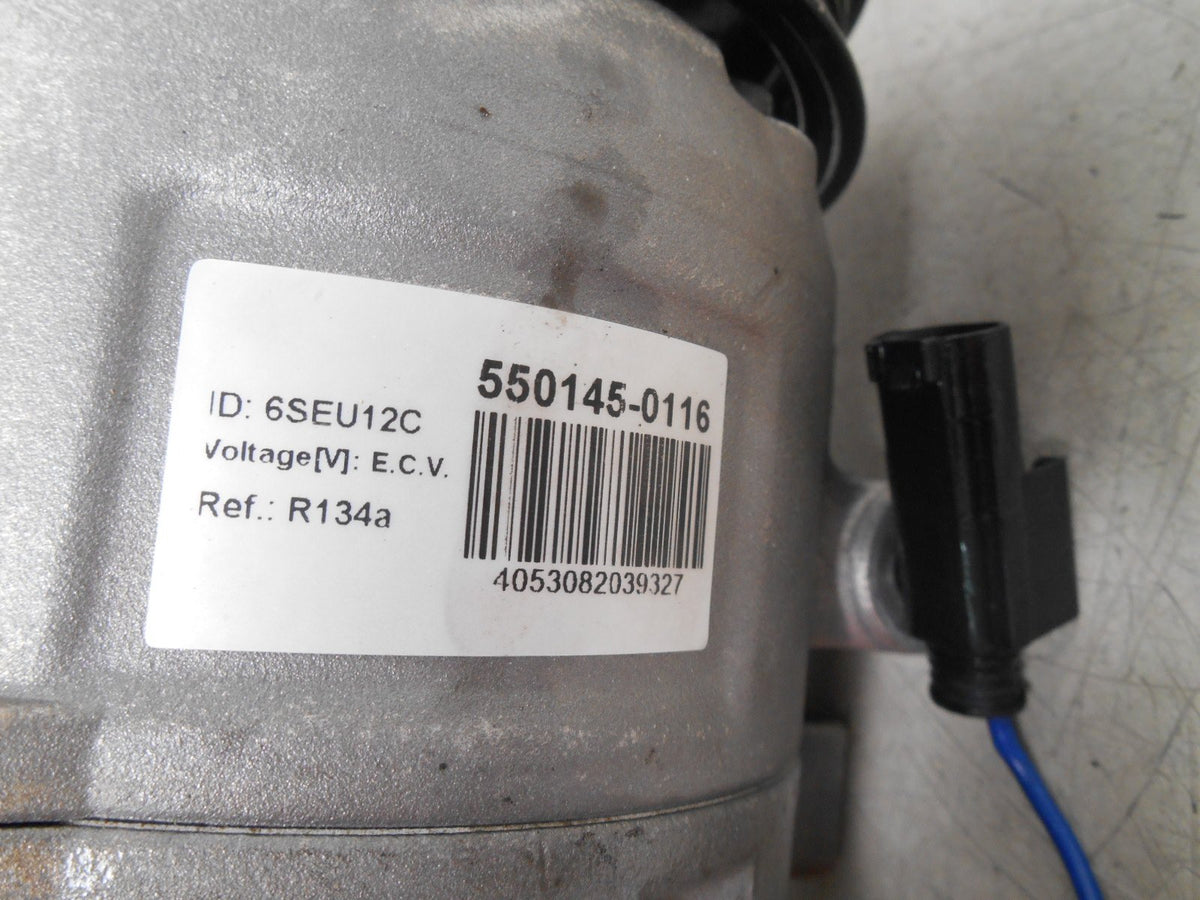 550145-0116
ID: 6SEU12C
Voltage[V]: E.C.V.
Ref.: R134a
4053082039327